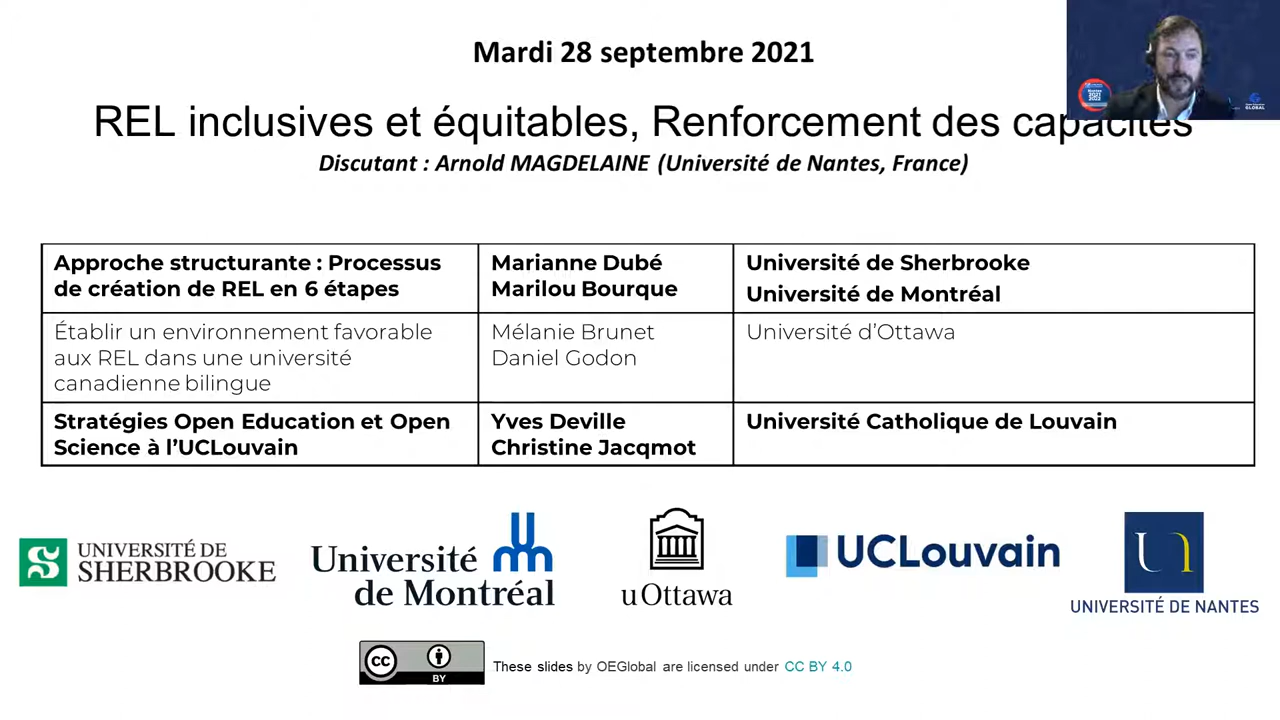 Mardi 28 septembre 2021
REL inclusives et équitables, Renforcement des capacités
Discutant : Arnold MAGDELAINE (Université de Nantes, France)
Approche structurante : Processus
de création de REL en 6 étapes
Marianne Dubé
Marilou Bourque
Université de Sherbrooke
Université de Montréal
Établir un environnement favorable
aux REL dans une université
canadienne bilingue
Mélanie Brunet
Daniel Godon
Université d’Ottawa
Stratégies Open Education et Open
Science à l’UCLouvain
Yves Deville
Christine Jacqmot
Université Catholique de Louvain
UNIVERSITÉ DE
SHERBROOKE
Université
de Montréal
uOttawa
UCLouvain
UNIVERSITÉ DE NANTES
CC BY
These slides by OEGlobal are licensed under CC BY 4.0